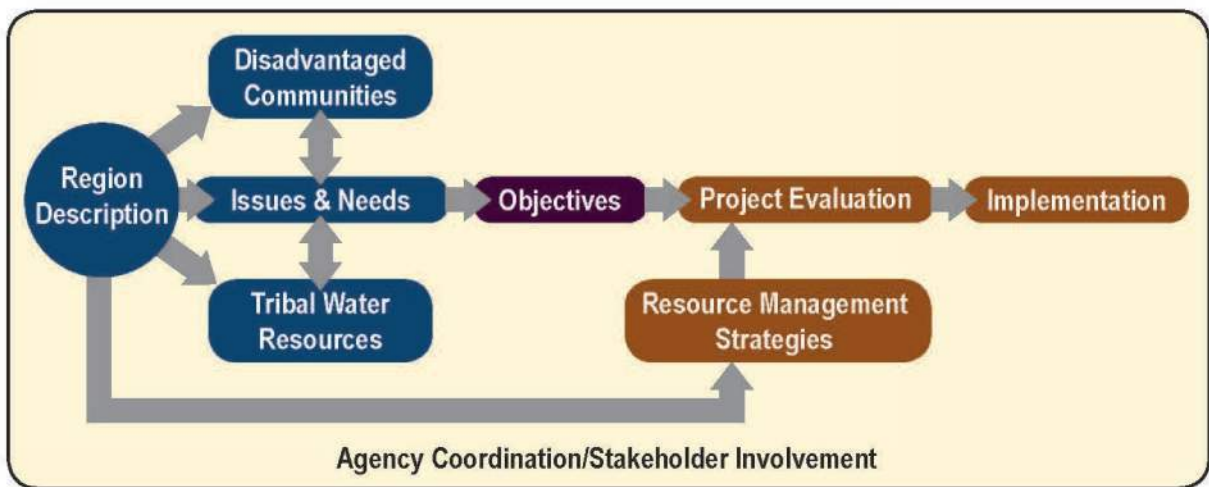 Disadvantaged
Communities
Region
Description
Issues & Needs
Objectives
Project Evaluation
Implementation
Tribal Water
Resources
Resource Management
Strategies
Agency Coordination/Stakeholder Involvement